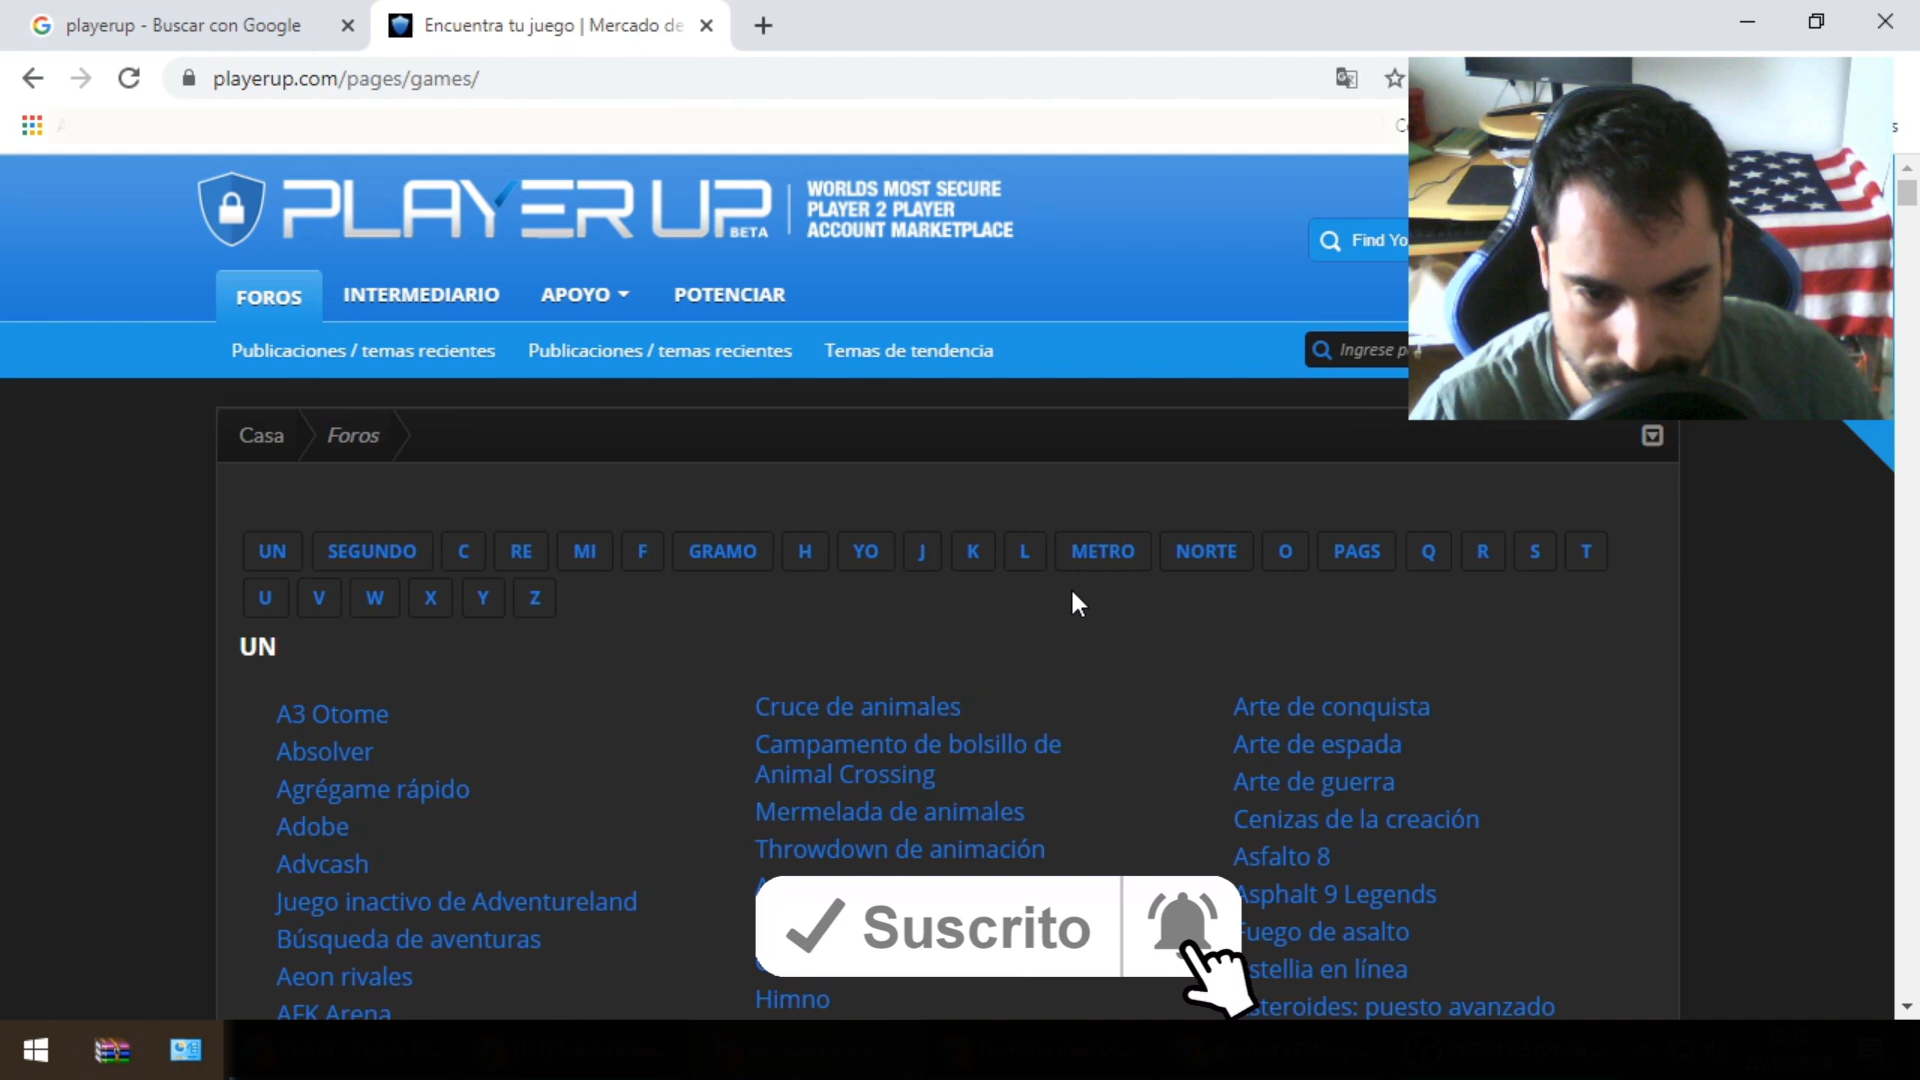 playerup - Buscar con Google
Encuentra tu juego | Mercado de
playerup.com/pages/games/
PLAYER UP
BETA
WORLDS MOST SECURE
PLAYER 2 PLAYER
ACCOUNT MARKETPLACE
Find Yo
FOROS
INTERMEDIARIO
APOYO
POTENCIAR
Publicaciones / temas recientes
Publicaciones / temas recientes
Temas de tendencia
Ingrese p
Casa
Foros
UN SEGUNDO C RE MI F GRAMO H YO J K L METRO NORTE O PAGS Q R S T
U V W X Y Z
UN
A3 Otome
Absolver
Agrégame rápido
Adobe
Advcash
Juego inactivo de Adventureland
Búsqueda de aventuras
Aeon rivales
AFK Arena
Cruce de animales
Campamento de bolsillo de
Animal Crossing
Mermelada de animales
Throwdown de animación
Himno
Arte de conquista
Arte de espada
Arte de guerra
Cenizas de la creación
Asfalto 8
Asphalt 9 Legends
Fuego de asalto
stellia en línea
steroides: puesto avanzado
Suscrito